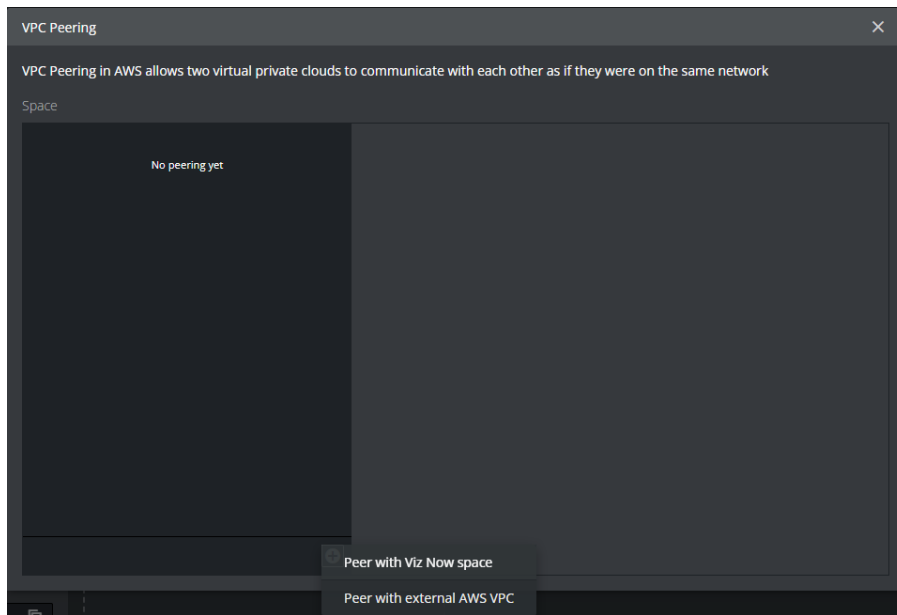 VPC Peering
VPC Peering in AWS allows two virtual private clouds to communicate with each other as if they were on the same network
Space
No peering yet
Peer with Viz Now space
Peer with external AWS VPC